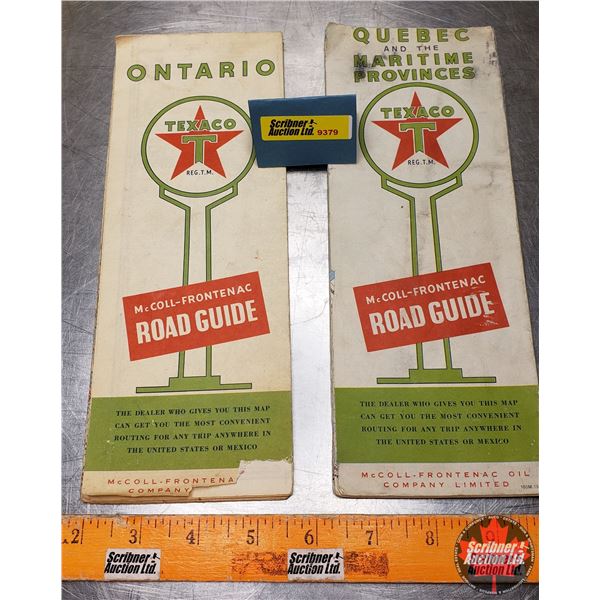 ONTARIO
TEXACO
T
REG.T.M.
McCOLL-FRONTENAC
ROAD GUIDE
THE DEALER WHO GIVES YOU THIS MAP
CAN GET YOU THE MOST CONVENIENT
ROUTING FOR ANY TRIP ANYWHERE IN
THE UNITED STATES OR MEXICO
McCOLL-FRONTENA
COMPANY
Scribner
Auction Ltd. 9379
QUEBEC
AND THE
MARITIME
PROVINCES
TEXACO
T
REG.T.M.
McCOLL-FRONTENAC
ROAD GUIDE
THE DEALER WHO GIVES YOU THIS MAP
CAN GET YOU THE MOST CONVENIENT
ROUTING FOR ANY TRIP ANYWHERE IN
THE UNITED STATES OR MEXICO
McCOLL-FRONTENAC OIL
COMPANY LIMITED
2 3 4 5 6 7 8 9
Scribner
Auction Ltd.
Scribner
Auction Ltd.
Scribner
Auction Ltd.